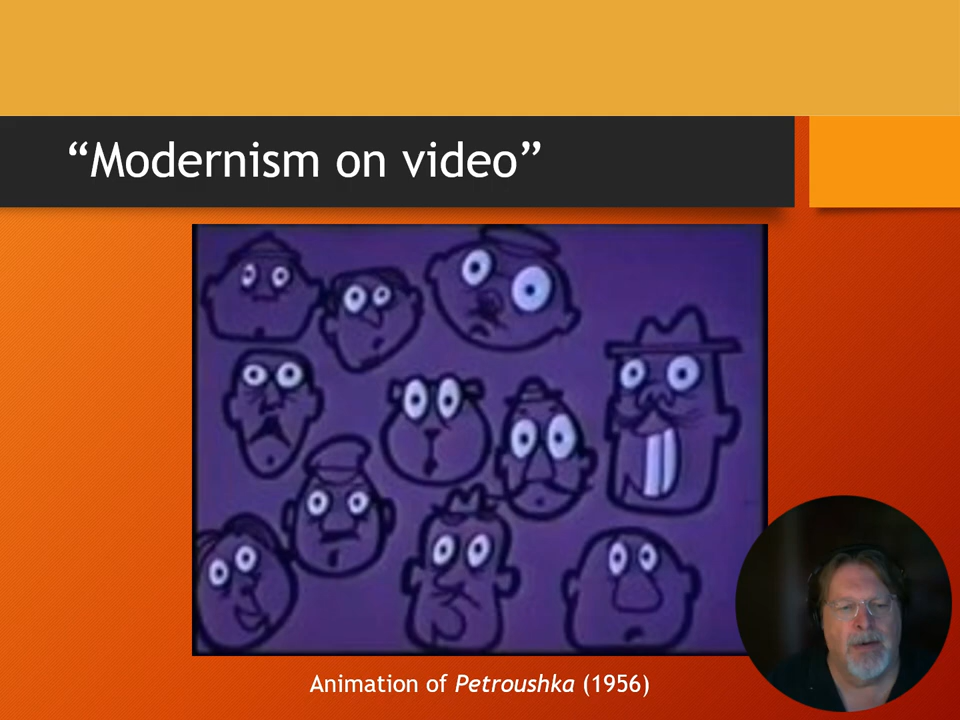 “Modernism on video”
Animation of Petroushka (1956)